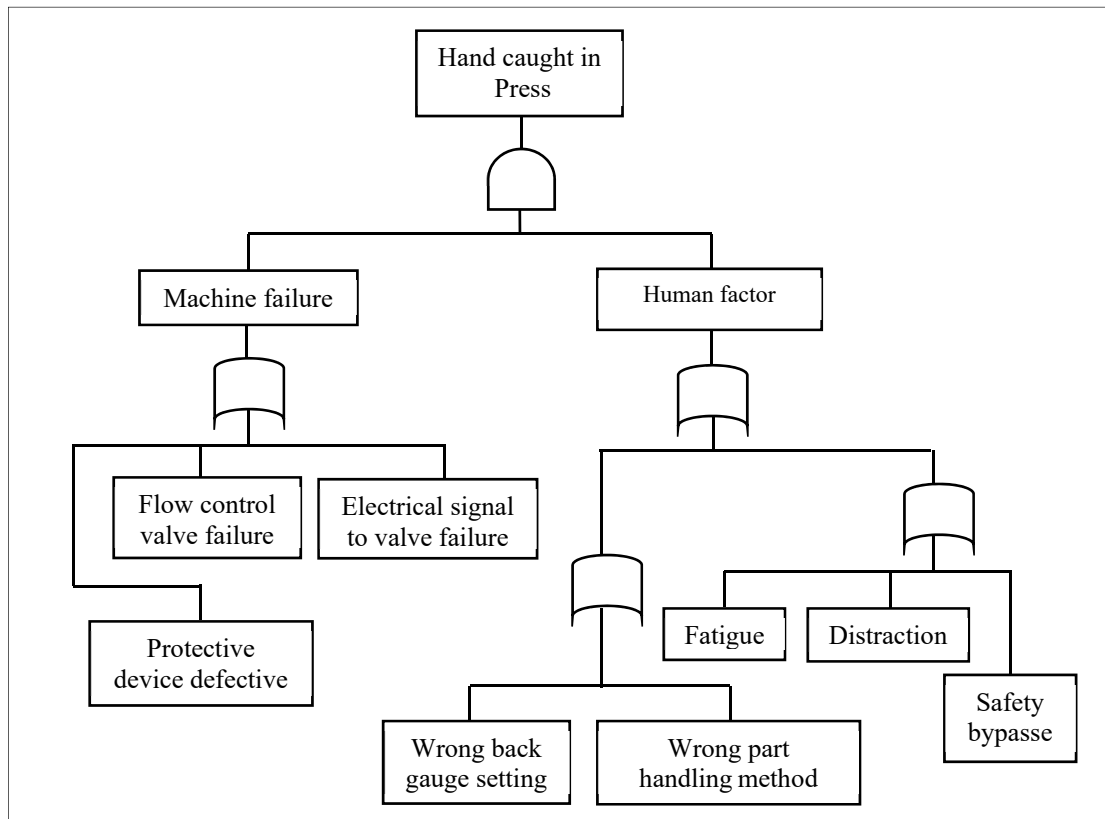 Hand caught in
Press
Machine failure
Human factor
Flow control
valve failure
Electrical signal
to valve failure
Protective
device defective
Fatigue
Distraction
Safety
bypasse
Wrong back
gauge setting
Wrong part
handling method